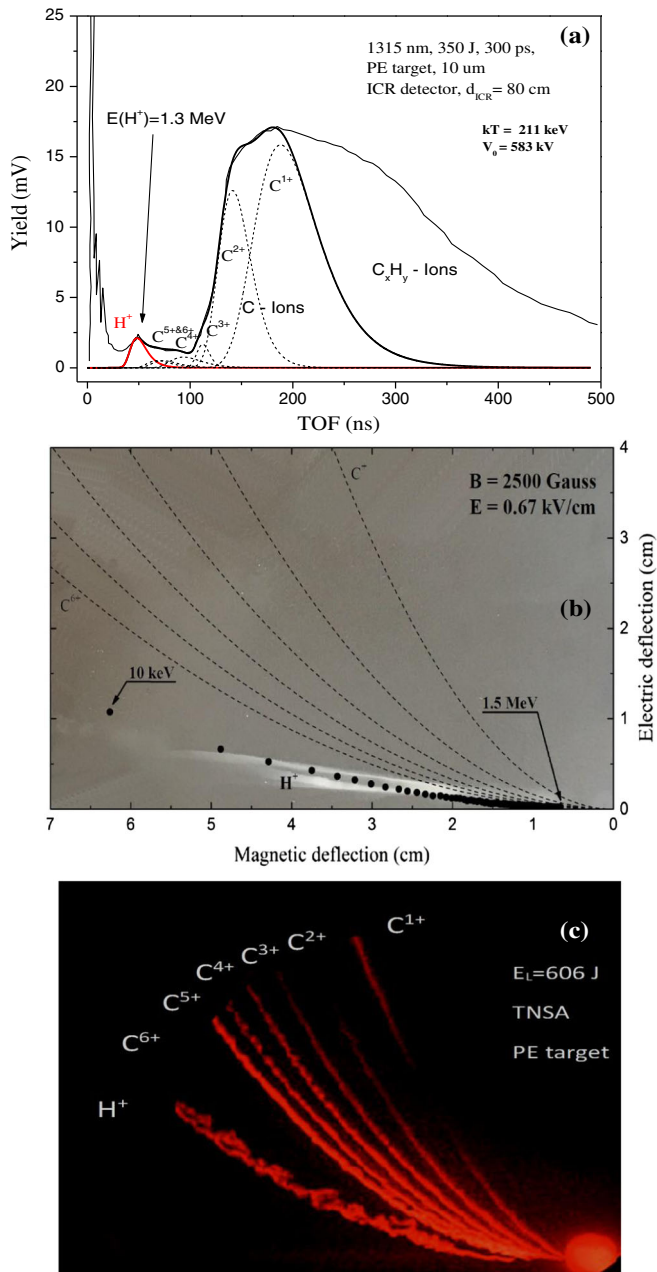 (a)
1315 nm, 350 J, 300 ps,
PE target, 10 um
ICR detector, d_ICR= 80 cm
kT = 211 keV
V₀ = 583 kV
E(H⁺)=1.3 MeV
25
20
15
10
5
0
Yield (mV)
H⁺
C⁵⁺&⁶⁺
C⁴⁺
C³⁺
C²⁺
C¹⁺
C - Ions
CₓHᵧ - Ions
0 100 200 300 400 500
TOF (ns)
(b)
B = 2500 Gauss
E = 0.67 kV/cm
C⁶⁺
10 keV
1.5 MeV
H⁺
4
3
2
1
0
Electric deflection (cm)
7 6 5 4 3 2 1 0
Magnetic deflection (cm)
(c)
C¹⁺
C²⁺
C³⁺
C⁴⁺
C⁵⁺
C⁶⁺
H⁺
E_L=606 J
TNSA
PE target